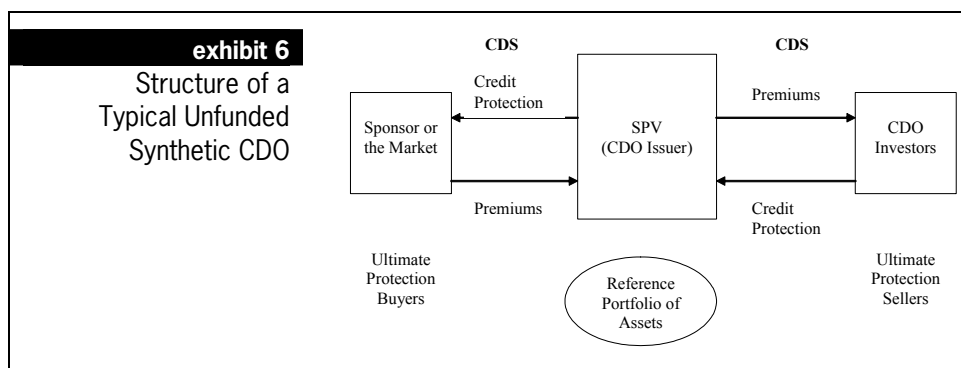 exhibit 6
Structure of a
Typical Unfunded
Synthetic CDO
CDS
CDS
Credit
Protection
Premiums
Sponsor or
the Market
SPV
(CDO Issuer)
CDO
Investors
Premiums
Credit
Protection
Ultimate
Protection
Buyers
Reference
Portfolio of
Assets
Ultimate
Protection
Sellers